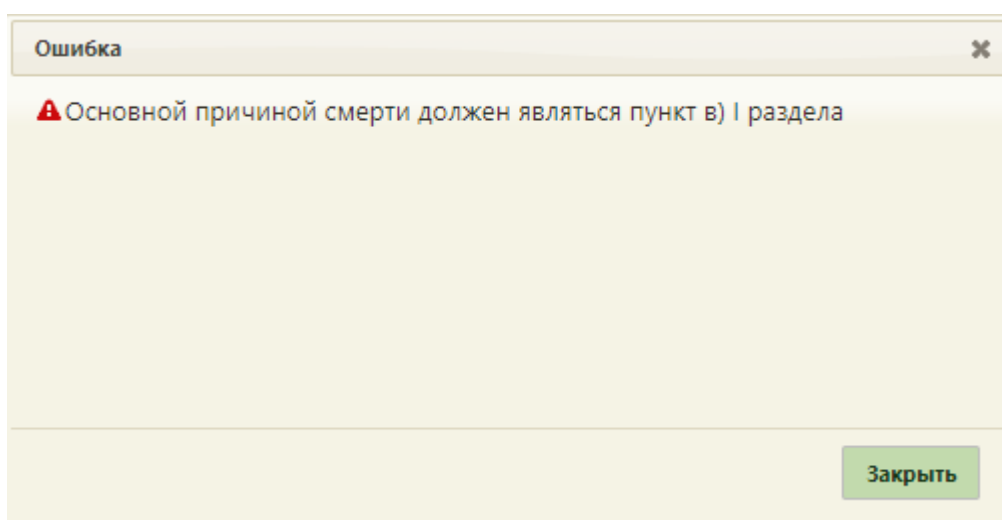 Ошибка
Основной причиной смерти должен являться пункт в) I раздела
Закрыть